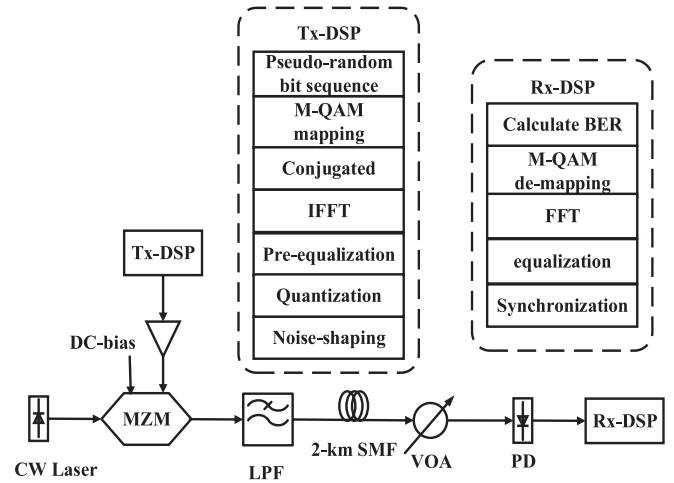 Tx-DSP
Pseudo-random
bit sequence
M-QAM
mapping
Conjugated
IFFT
Pre-equalization
Quantization
Noise-shaping
Rx-DSP
Calculate BER
M-QAM
de-mapping
FFT
equalization
Synchronization
Tx-DSP
DC-bias
MZM
CW Laser
LPF
2-km SMF
VOA
PD
Rx-DSP